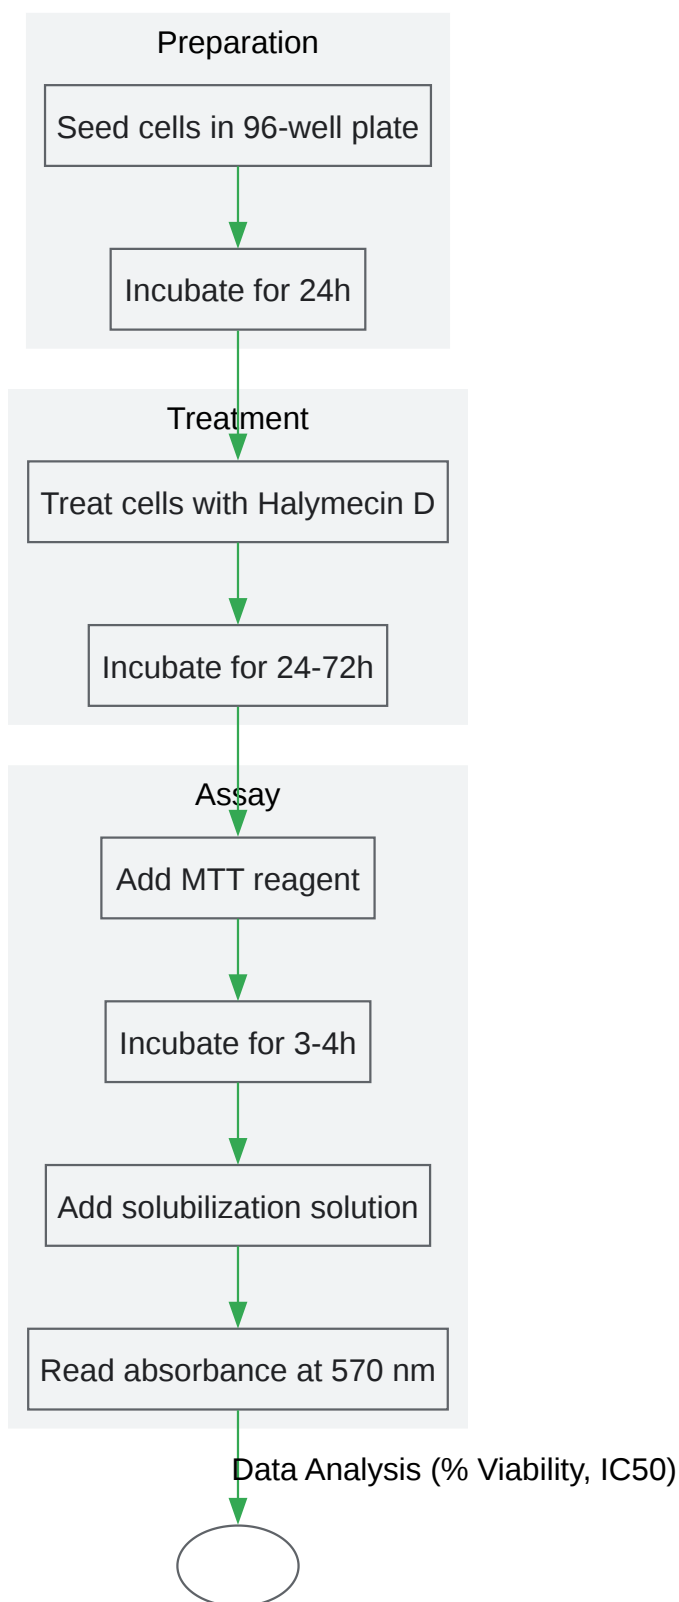 Preparation
Seed cells in 96-well plate
Incubate for 24h
Treatment
Treat cells with Halymecin D
Incubate for 24-72h
Assay
Add MTT reagent
Incubate for 3-4h
Add solubilization solution
Read absorbance at 570 nm
Data Analysis (% Viability, IC50)